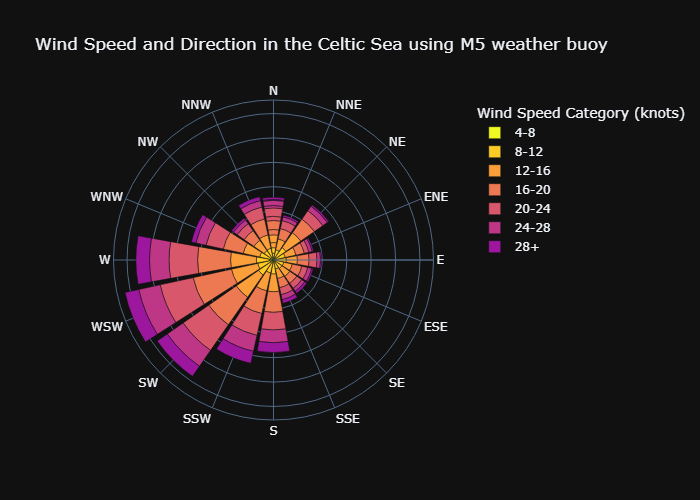 Wind Speed and Direction in the Celtic Sea using M5 weather buoy
N
NNW
NNE
NW
NE
WNW
ENE
W
E
WSW
ESE
SW
SE
SSW
SSE
S
Wind Speed Category (knots)
4-8
8-12
12-16
16-20
20-24
24-28
28+